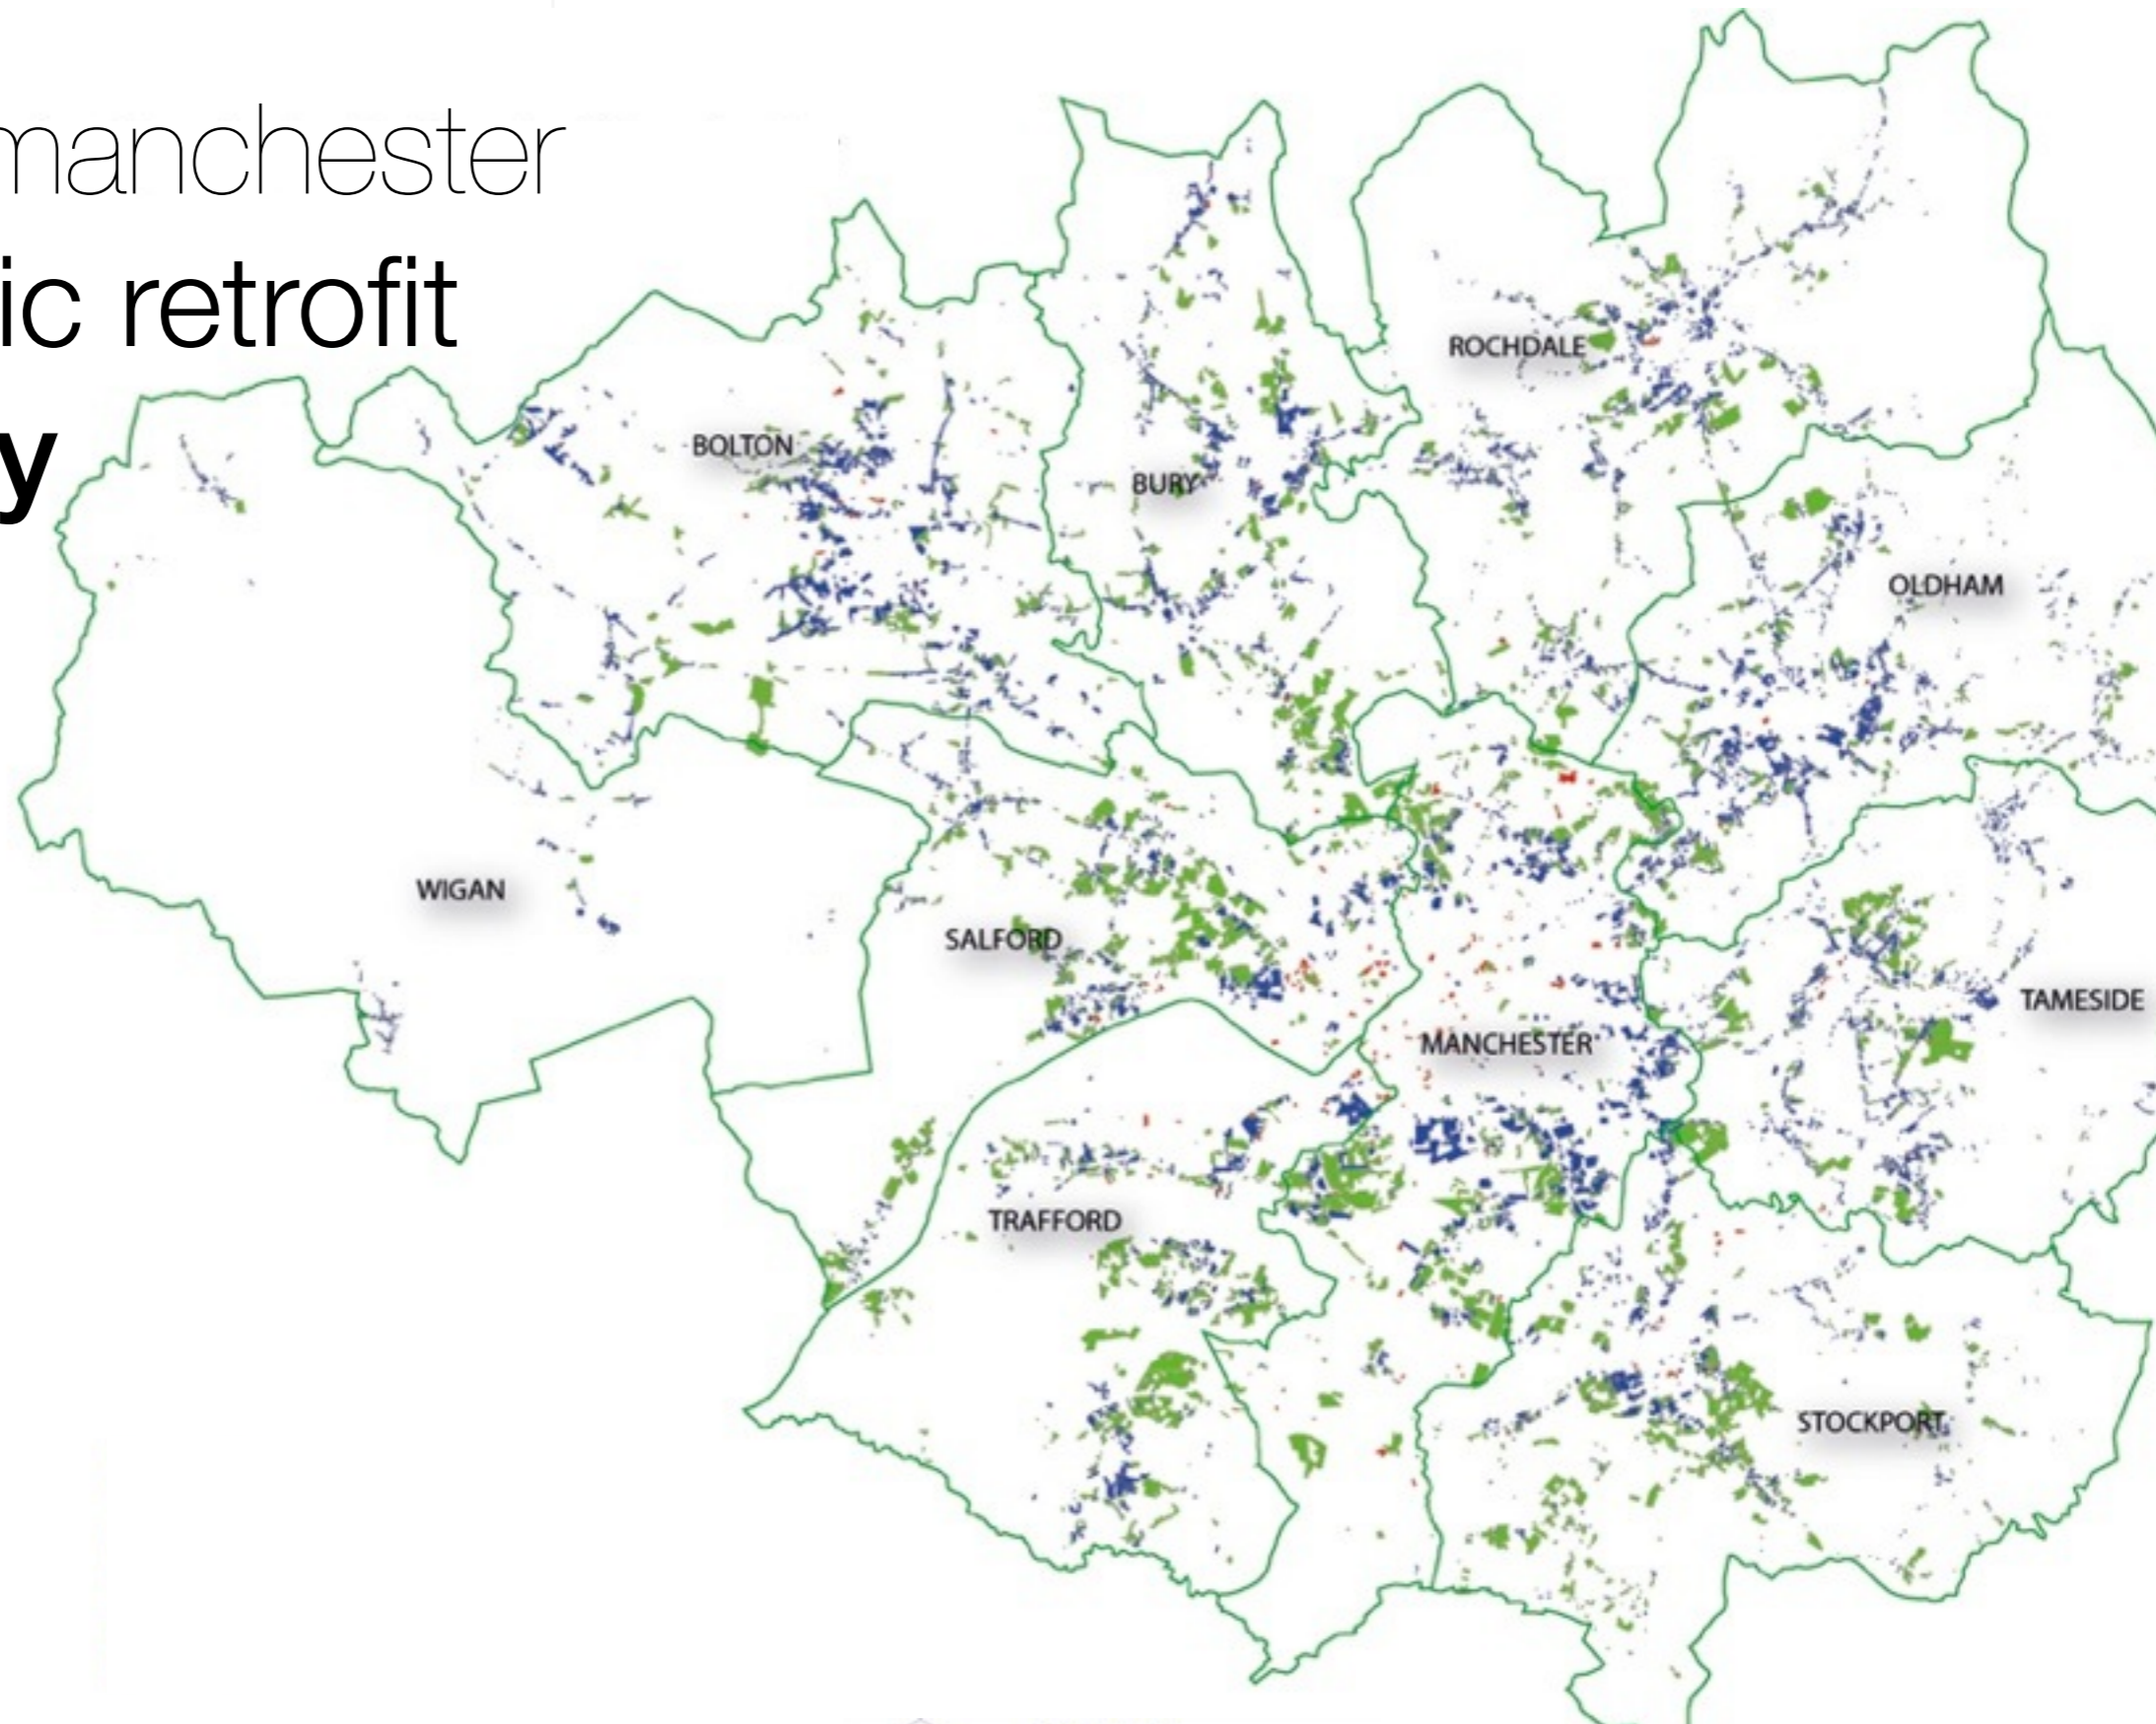 manchester
ic retrofit
y
ROCHDALE
BOLTON
BURY
OLDHAM
WIGAN
SALFORD
TAMESIDE
MANCHESTER
TRAFFORD
STOCKPORT